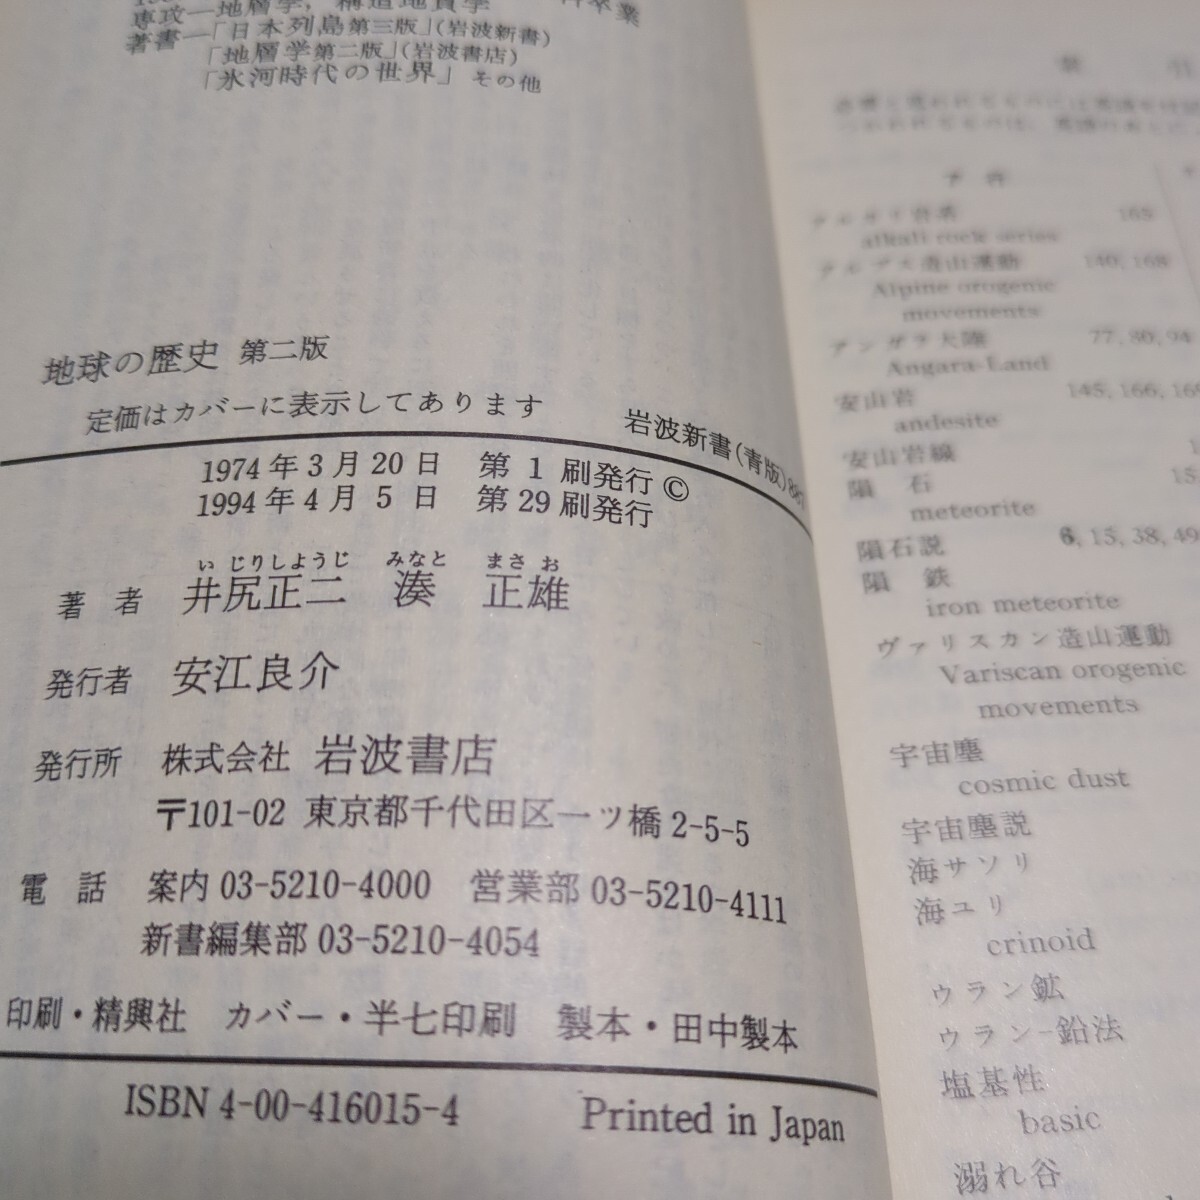 専攻―地層学,構造地質学
著書―「日本列島第三版」(岩波新書)
「地層学第二版」(岩波書店)
「氷河時代の世界」 その他
地球の歴史 第二版
定価はカバーに表示してあります
岩波新書(青版)
1974年3月20日 第1刷発行©
1994年4月5日 第29刷発行
いじりしようじ みなと まさお
著者 井尻正二 湊 正雄
発行者 安江良介
発行所 株式会社 岩波書店
〒101-02 東京都千代田区一ツ橋2-5-5
電話 案内 03-5210-4000 営業部 03-5210-4111
新書編集部 03-5210-4054
印刷・精興社 カバー・半七印刷 製本・田中製本
ISBN 4-00-416015-4 Printed in Japan
アルカリ岩系 165
alkali rock series
アルプス造山運動 140, 168
Alpine orogenic
movements
アンガラ大陸 77, 80, 94
Angara-Land
安山岩 145, 166,
andesite
安山岩線
隕石 15
meteorite
隕石説 6, 15, 38, 49
隕鉄
iron meteorite
ヴァリスカン造山運動
Variscan orogenic
movements
宇宙塵
cosmic dust
宇宙塵説
海サソリ
海ユリ
crinoid
ウラン鉱
ウラン-鉛法
塩基性
basic
溺れ谷